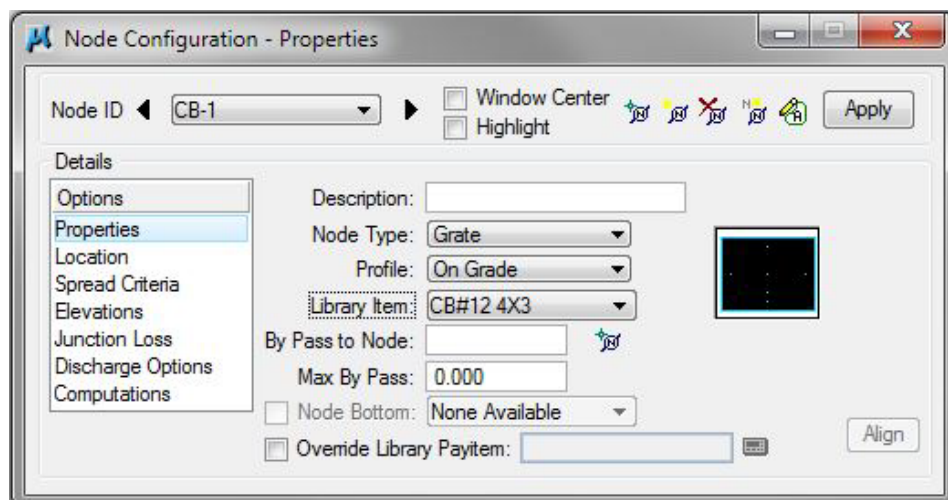 Node Configuration - Properties
Node ID CB-1 Window Center Apply
Highlight
Details
Options
Properties
Location
Spread Criteria
Elevations
Junction Loss
Discharge Options
Computations
Description:
Node Type: Grate
Profile: On Grade
Library Item: CB#12 4X3
By Pass to Node:
Max By Pass: 0.000
Node Bottom: None Available
Override Library Payitem:
Align